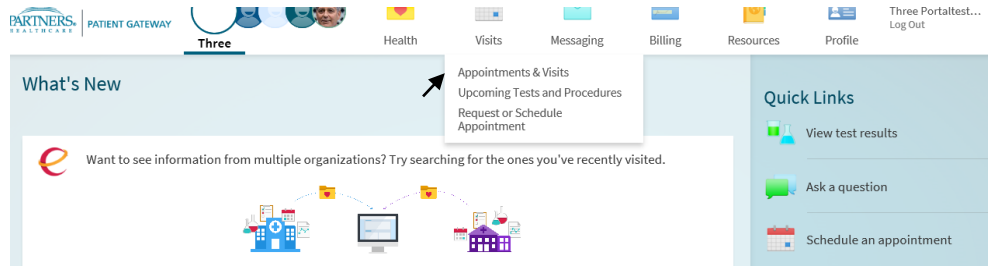 PARTNERS.
HEALTHCARE
PATIENT GATEWAY
Three
Health
Visits
Messaging
Billing
Resources
Profile
Three Portaltest...
Log Out
Appointments & Visits
Upcoming Tests and Procedures
Request or Schedule
Appointment
What's New
Want to see information from multiple organizations? Try searching for the ones you've recently visited.
Quick Links
View test results
Ask a question
Schedule an appointment